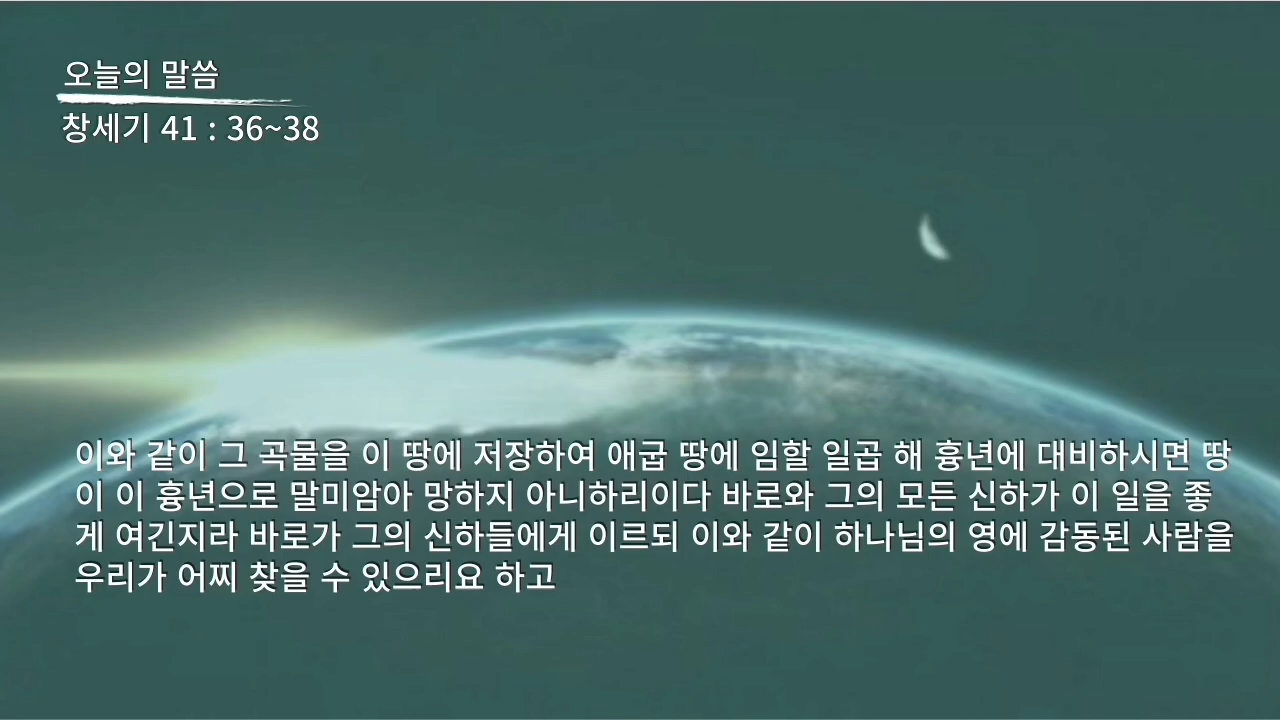 오늘의 말씀
창세기 41 : 36~38
이와 같이 그 곡물을 이 땅에 저장하여 애굽 땅에 임할 일곱 해 흉년에 대비하시면 땅
이 이 흉년으로 말미암아 망하지 아니하리이다 바로와 그의 모든 신하가 이 일을 좋
게 여긴지라 바로가 그의 신하들에게 이르되 이와 같이 하나님의 영에 감동된 사람을
우리가 어찌 찾을 수 있으리요 하고